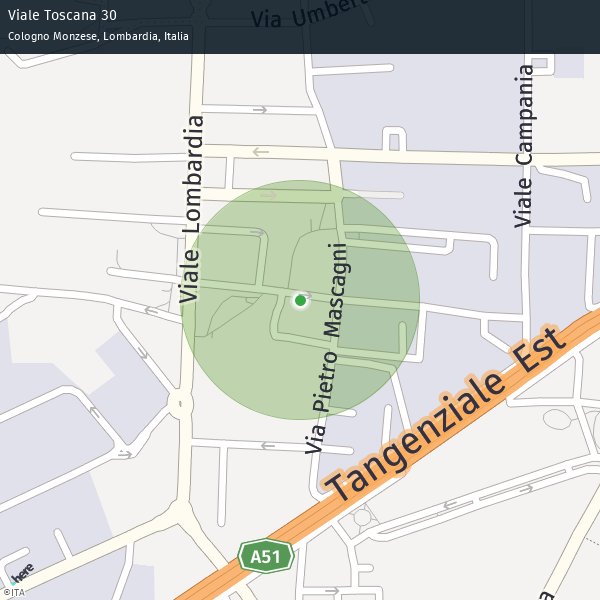 Viale Toscana 30
Cologno Monzese, Lombardia, Italia
Via Umbert
Viale Campania
Viale Lombardia
Via Pietro Mascagni
Tangenziale Est
A51
here
©ITA
a